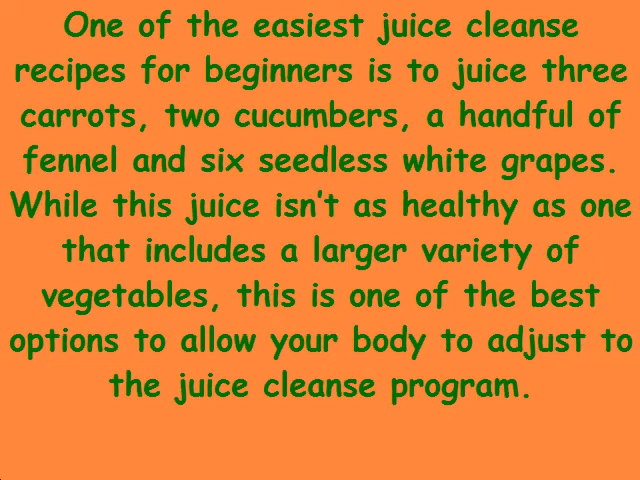 One of the easiest juice cleanse
recipes for beginners is to juice three
carrots, two cucumbers, a handful of
fennel and six seedless white grapes.
While this juice isn't as healthy as one
that includes a larger variety of
vegetables, this is one of the best
options to allow your body to adjust to
the juice cleanse program.